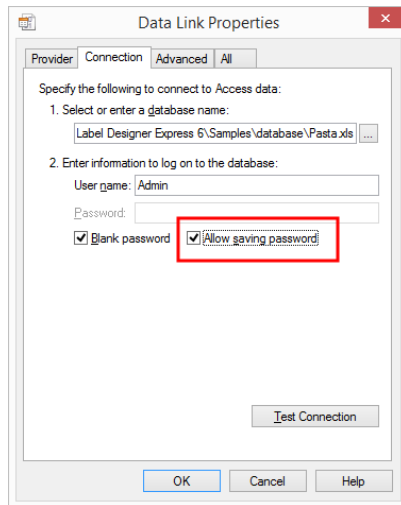 Data Link Properties
Provider Connection Advanced All
Specify the following to connect to Access data:
1. Select or enter a database name:
Label Designer Express 6\Samples\database\Pasta.xls ...
2. Enter information to log on to the database:
User name: Admin
Password:
Blank password Allow saving password
Test Connection
OK Cancel Help